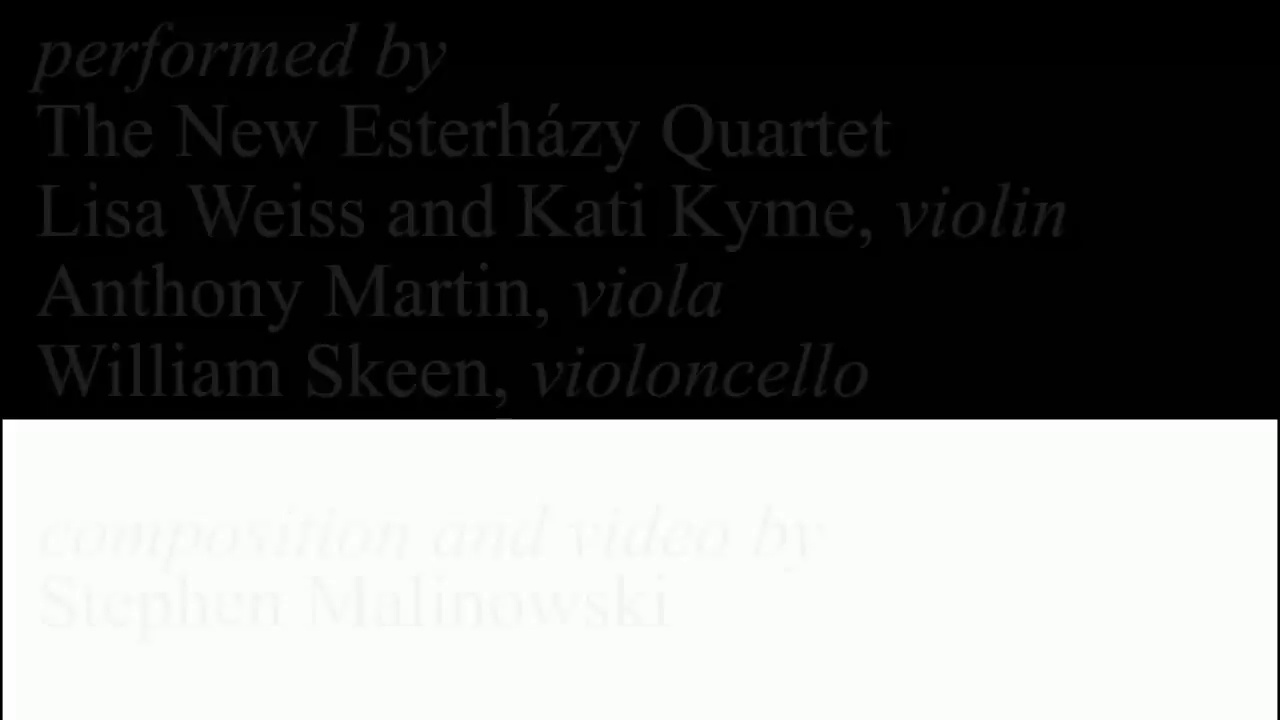 performed by
The New Esterházy Quartet
Lisa Weiss and Kati Kyme, violin
Anthony Martin, viola
William Skeen, violoncello
composition and video by
Stephen Malinowski